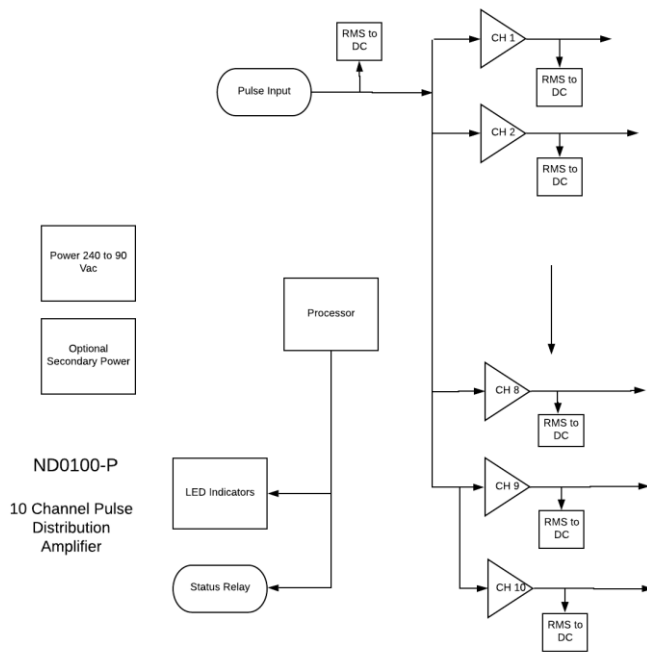 RMS to
DC
CH 1
Pulse Input
RMS to
DC
CH 2
RMS to
DC
Power 240 to 90
Vac
Processor
Optional
Secondary Power
CH 8
RMS to
DC
ND0100-P
LED Indicators
CH 9
10 Channel Pulse
Distribution
Amplifier
RMS to
DC
Status Relay
CH 10
RMS to
DC